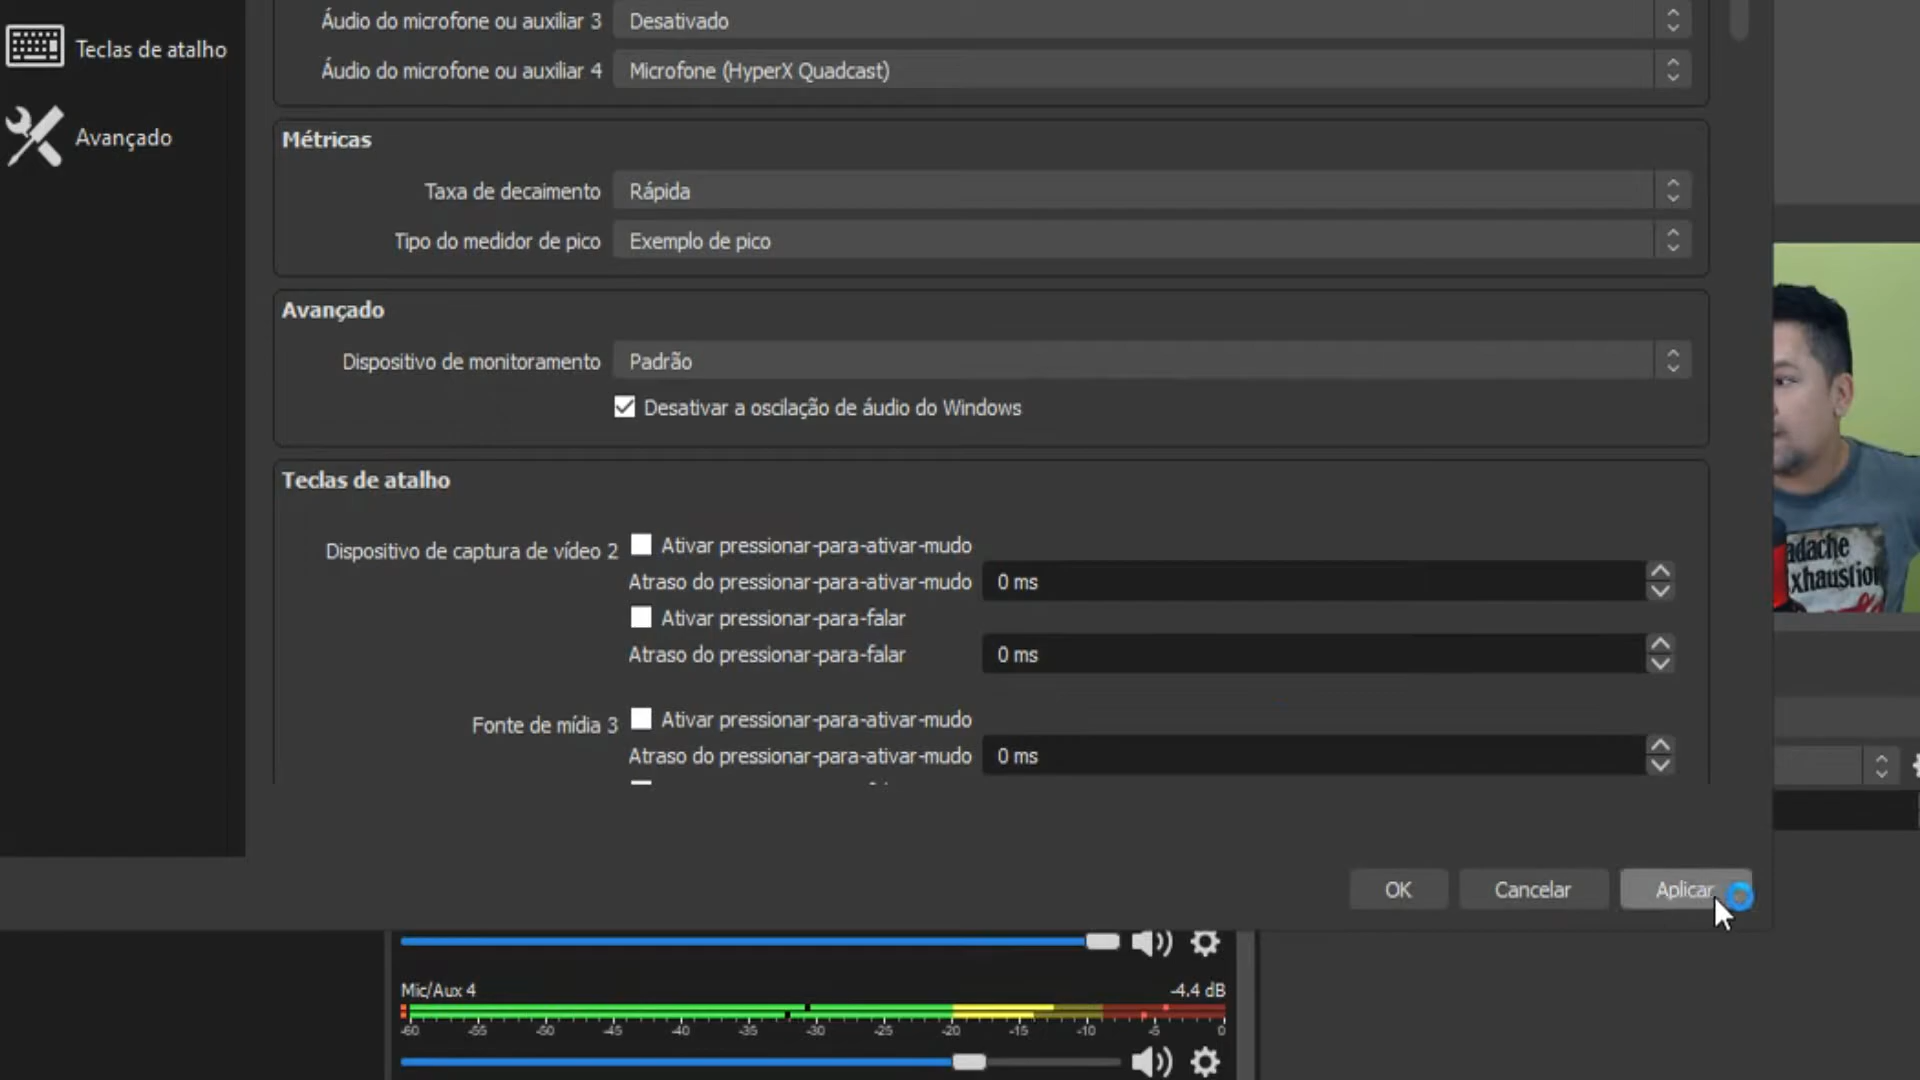 Áudio do microfone ou auxiliar 3 Desativado
Teclas de atalho
Áudio do microfone ou auxiliar 4 Microfone (HyperX Quadcast)
Avançado
Métricas
Taxa de decaimento Rápida
Tipo do medidor de pico Exemplo de pico
Avançado
Dispositivo de monitoramento Padrão
Desativar a oscilação de áudio do Windows
Teclas de atalho
Dispositivo de captura de vídeo 2 Ativar pressionar-para-ativar-mudo
Atraso do pressionar-para-ativar-mudo 0 ms
Ativar pressionar-para-falar
Atraso do pressionar-para-falar 0 ms
Fonte de mídia 3 Ativar pressionar-para-ativar-mudo
Atraso do pressionar-para-ativar-mudo 0 ms
adache
xhaustion
OK Cancelar Aplicar
Mic/Aux 4 -4.4 dB
-60 -55 -50 -45 -40 -35 -30 -25 -20 -15 -10 -5 0